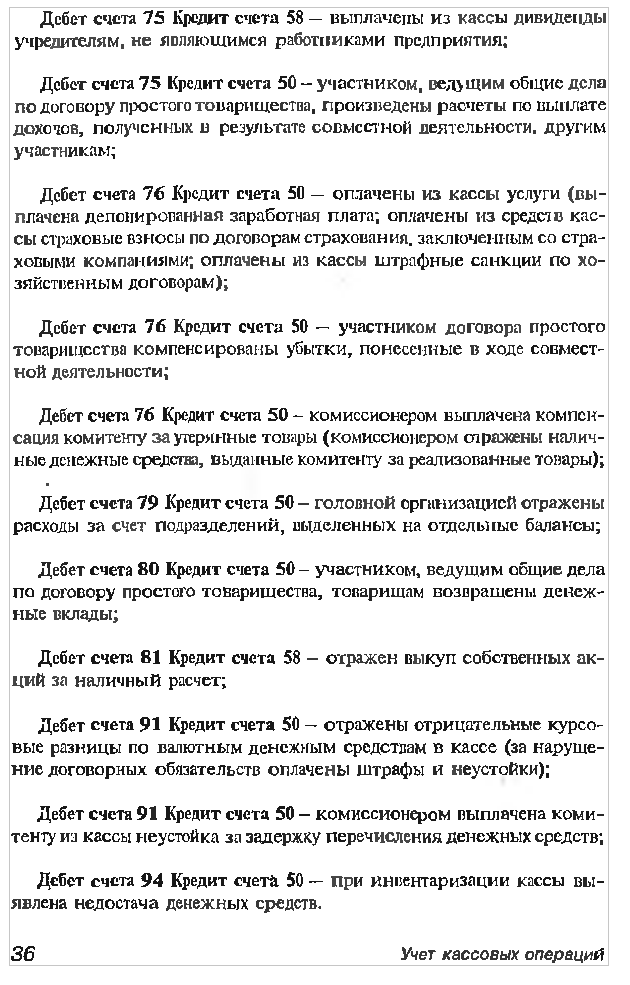 Дебет счета 75 Кредит счета 58 — выплачены из кассы дивиденды
учредителям, не являющимся работниками предприятия;
Дебет счета 75 Кредит счета 50 – участником, ведущим общие дела
по договору простого товарищества, произведены расчеты по выплате
доходов, полученных в результате совместной деятельности, другим
участникам;
Дебет счета 76 Кредит счета 50 — оплачены из кассы услуги (вы-
плачена депонированная заработная плата; оплачены из средств кас-
сы страховые взносы по договорам страхования, заключенным со стра-
ховыми компаниями; оплачены из кассы штрафные санкции по хо-
зяйственным договорам);
Дебет счета 76 Кредит счета 50 — участником договора простого
товарищества компенсированы убытки, понесенные в ходе совмест-
ной деятельности;
Дебет счета 76 Кредит счета 50 – комиссионером выплачена компен-
сация комитенту за утерянные товары (комиссионером отражены налич-
ные денежные средства, выданные комитенту за реализованные товары);
Дебет счета 79 Кредит счета 50 – головной организацией отражены
расходы за счет подразделений, выделенных на отдельные балансы;
Дебет счета 80 Кредит счета 50 – участником, ведущим общие дела
по договору простого товарищества, товарищам возвращены денеж-
ные вклады;
Дебет счета 81 Кредит счета 58 – отражен выкуп собственных ак-
ций за наличный расчет;
Дебет счета 91 Кредит счета 50 — отражены отрицательные курсо-
вые разницы по валютным денежным средствам в кассе (за наруше-
ние договорных обязательств оплачены штрафы и неустойки);
Дебет счета 91 Кредит счета 50 – комиссионером выплачена коми-
тенту из кассы неустойка за задержку перечисления денежных средств;
Дебет счета 94 Кредит счета 50 — при инвентаризации кассы вы-
явлена недостача денежных средств.
36 Учет кассовых операций